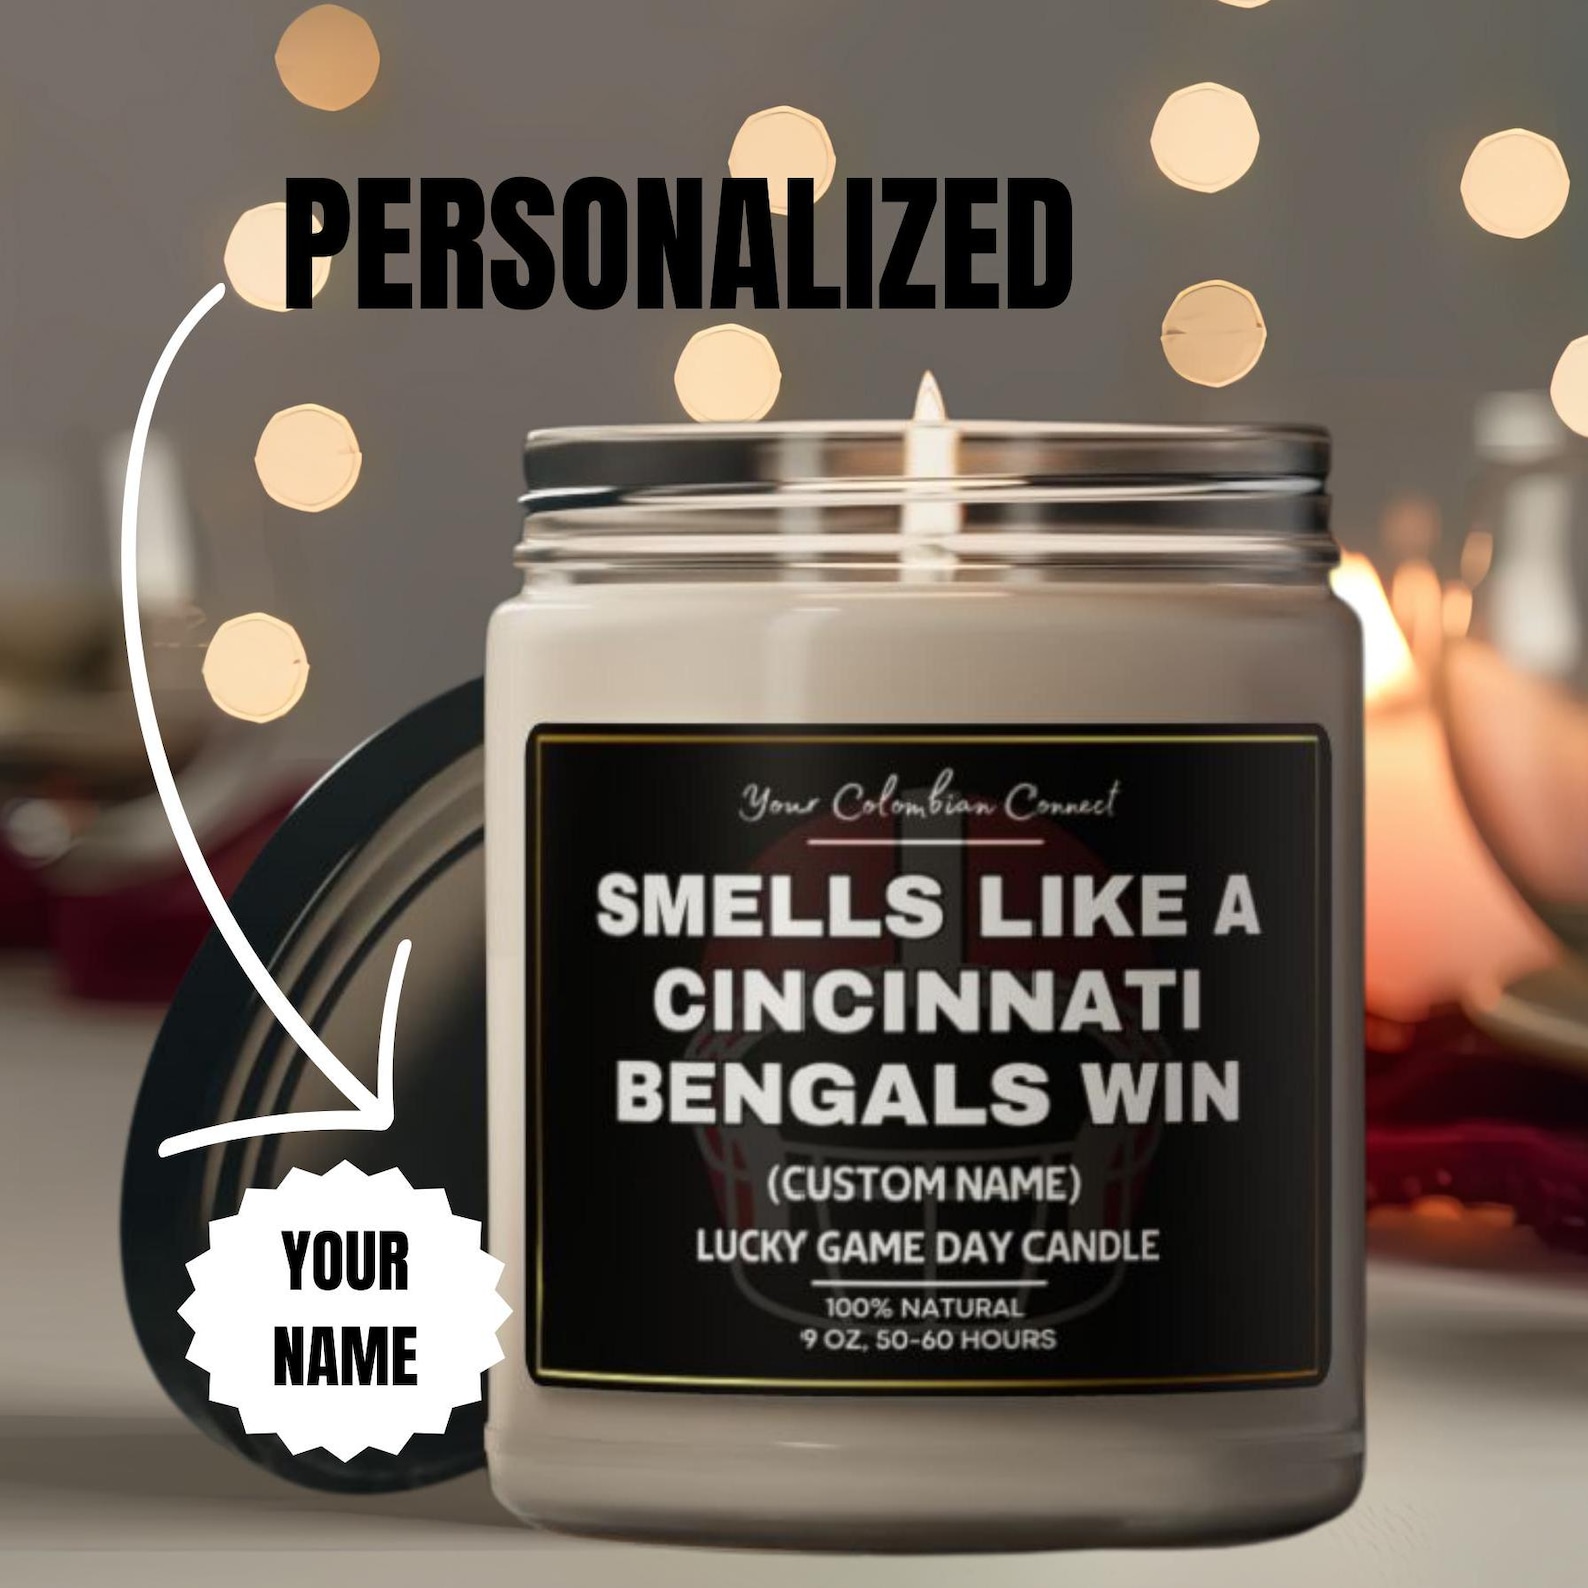 PERSONALIZED
Your Colombian Connect
SMELLS LIKE A
CINCINNATI
BENGALS WIN
(CUSTOM NAME)
LUCKY GAME DAY CANDLE
100% NATURAL
9 OZ, 50-60 HOURS
YOUR
NAME